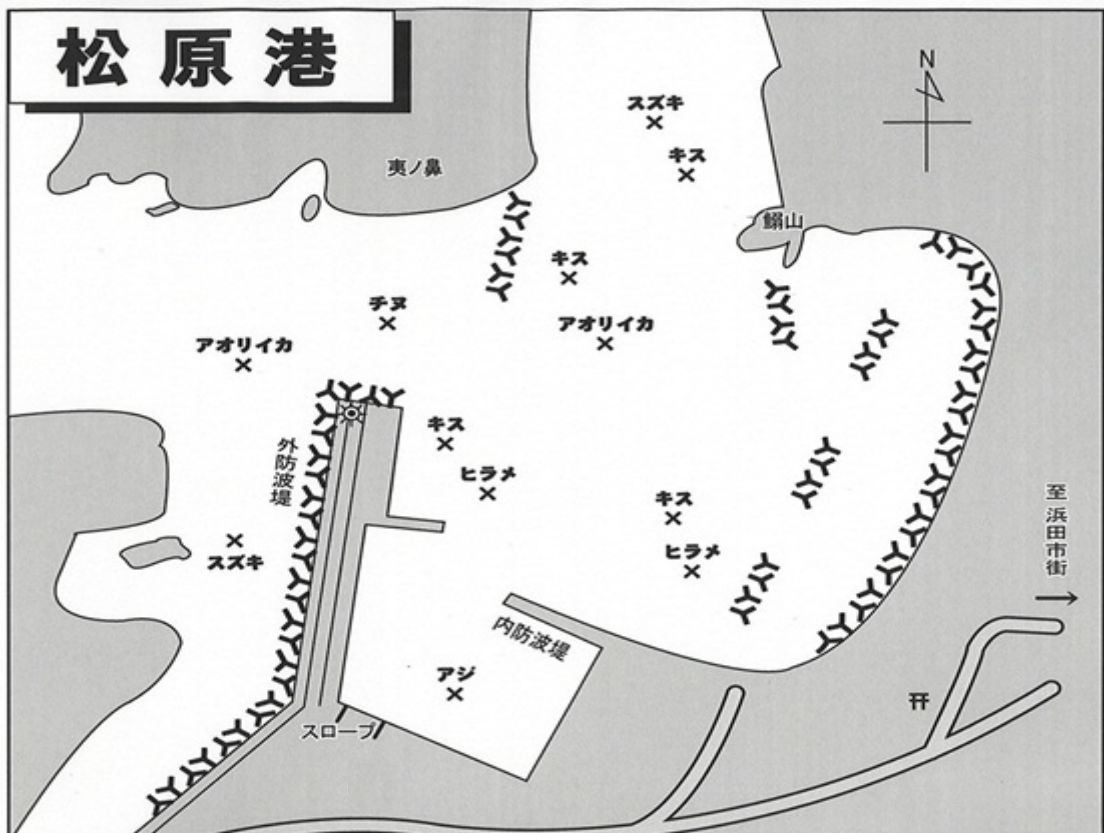 松原港
N
スズキ
キス
夷ノ鼻
鰯山
キス
チヌ
アオリイカ
アオリイカ
キス
外防波堤
ヒラメ
キス
至 浜田市街
スズキ
ヒラメ
内防波堤
アジ
スロープ